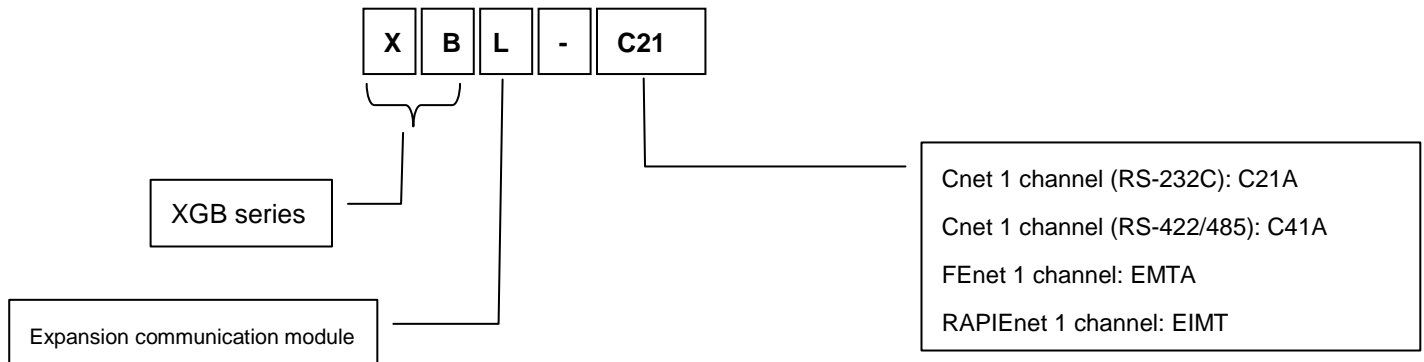 X B L - C21
XGB series
Expansion communication module
Cnet 1 channel (RS-232C): C21A
Cnet 1 channel (RS-422/485): C41A
FEnet 1 channel: EMTA
RAPIEnet 1 channel: EIMT